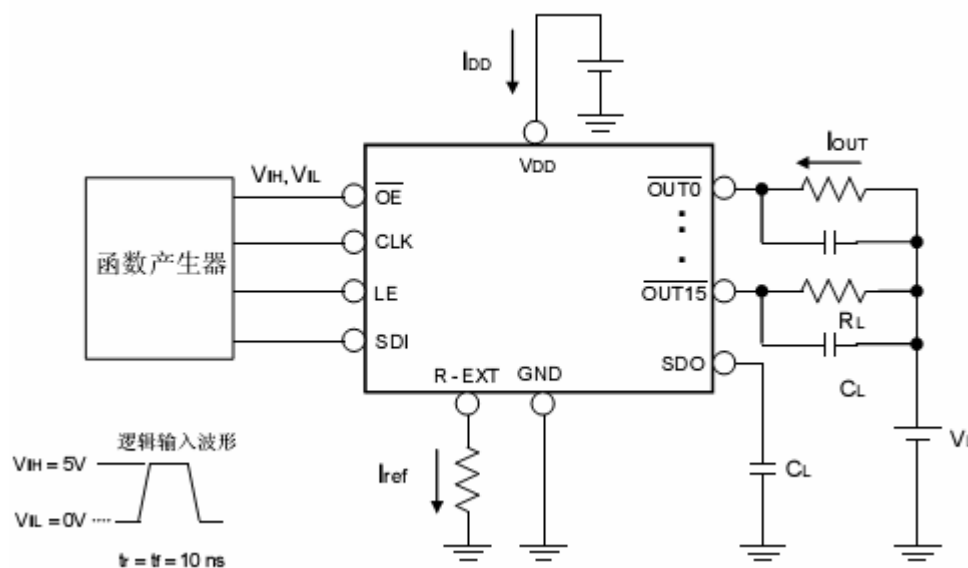 IDD
VDD
IOUT
VIH, VIL
OE
CLK
LE
SDI
函数产生器
OUT0
OUT15
SDO
RL
CL
R-EXT
GND
Iref
CL
逻辑输入波形
VIH = 5V
VIL = 0V
tr = tf = 10 ns